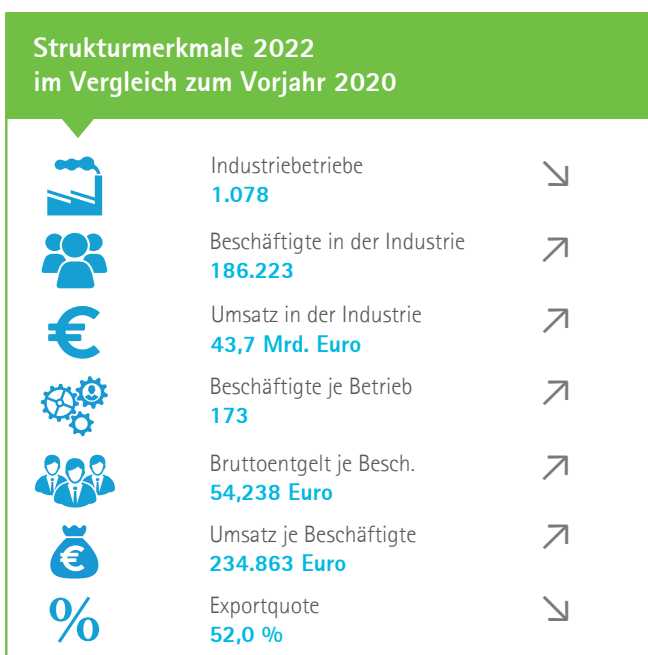 Strukturmerkmale 2022
im Vergleich zum Vorjahr 2020
Industriebetriebe
1.078
Beschäftigte in der Industrie
186.223
€
Umsatz in der Industrie
43,7 Mrd. Euro
Beschäftigte je Betrieb
173
Bruttoentgelt je Besch.
54,238 Euro
€
Umsatz je Beschäftigte
234.863 Euro
%
Exportquote
52,0 %